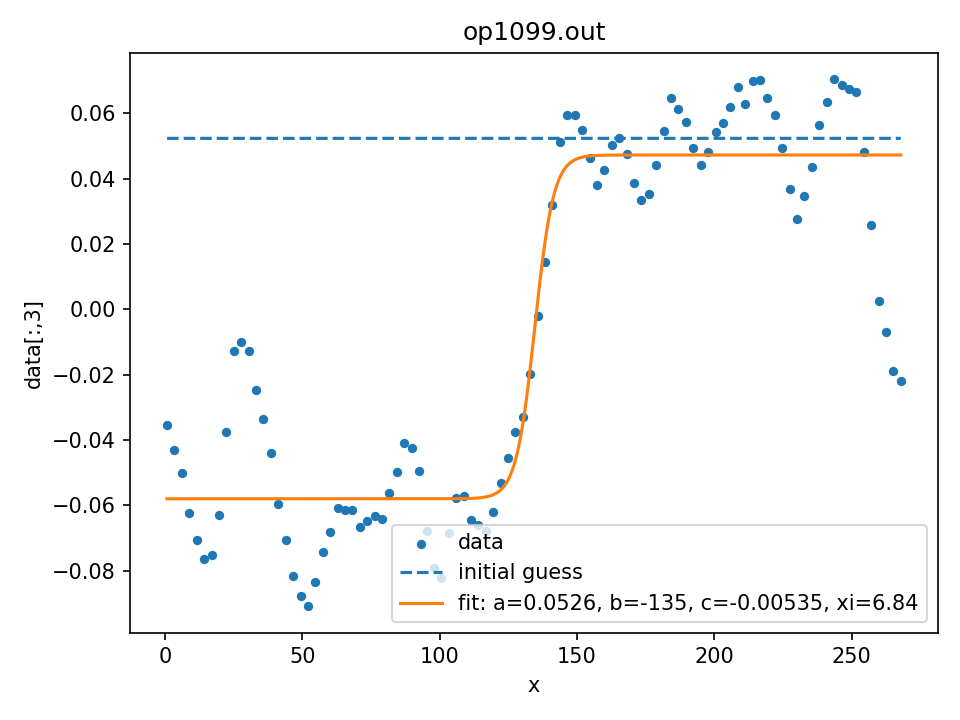 op1099.out
data[:,3]
0.06
0.04
0.02
0.00
−0.02
−0.04
−0.06
−0.08
0 50 100 150 200 250
x
data
initial guess
fit: a=0.0526, b=-135, c=-0.00535, xi=6.84